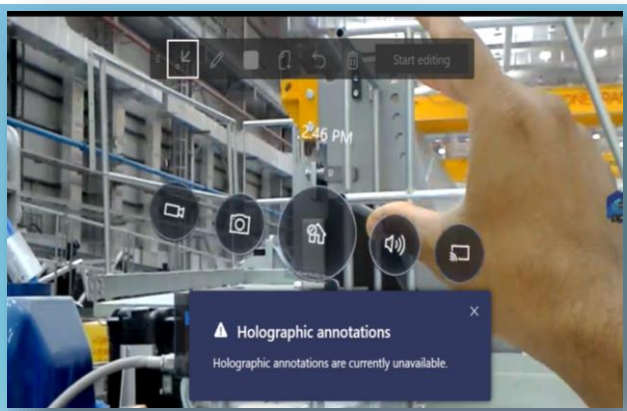 Start editing
2:46 PM
Holographic annotations
Holographic annotations are currently unavailable.